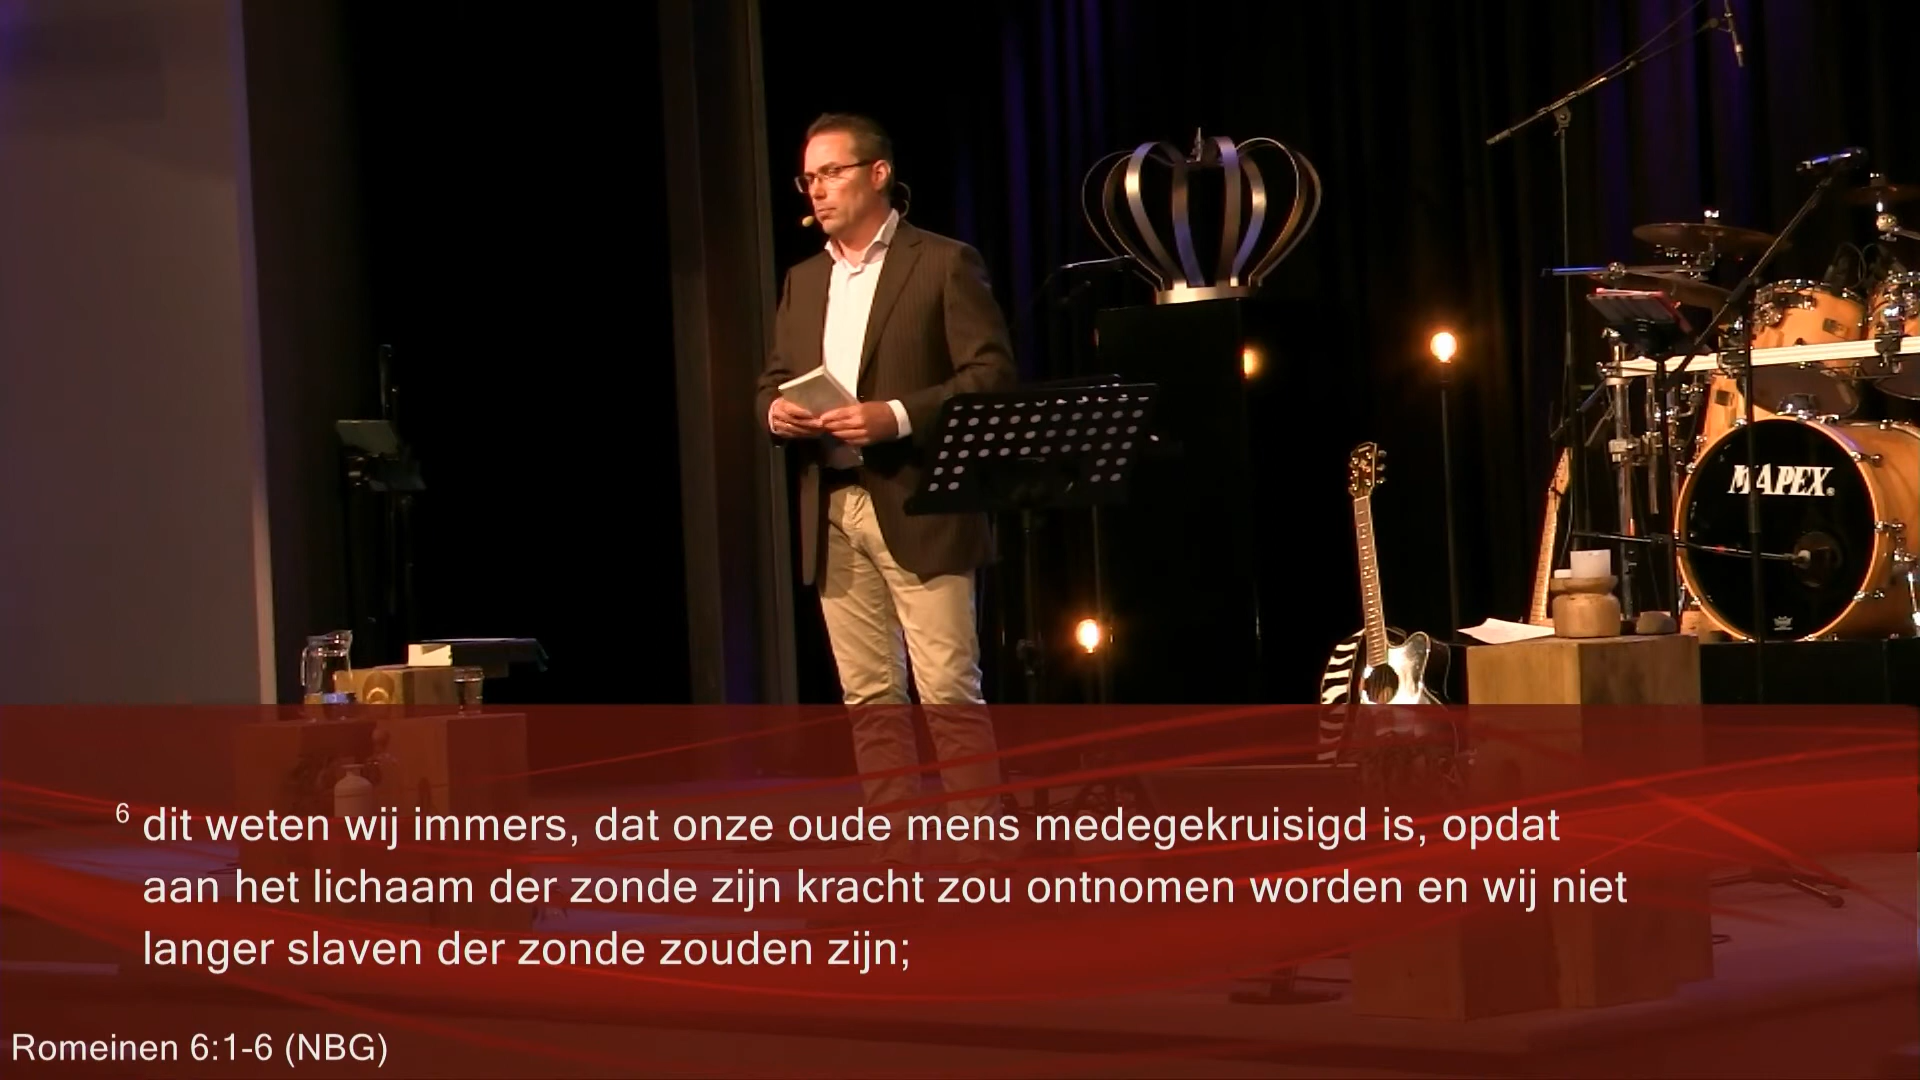 MAPEX
6 dit weten wij immers, dat onze oude mens medegekruisigd is, opdat
aan het lichaam der zonde zijn kracht zou ontnomen worden en wij niet
langer slaven der zonde zouden zijn;
Romeinen 6:1-6 (NBG)